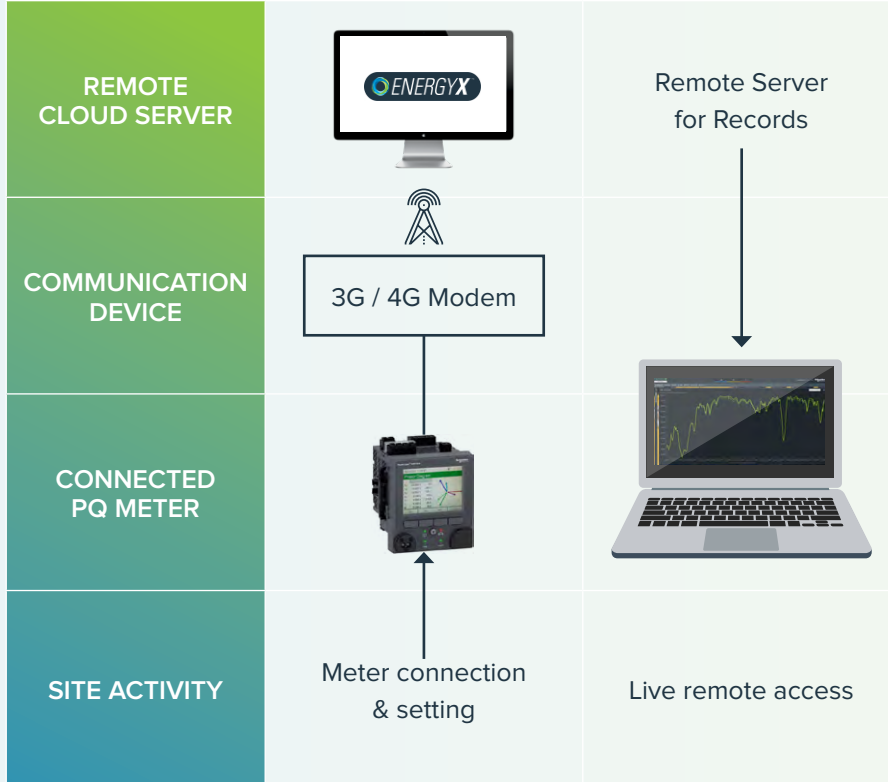 REMOTE
CLOUD SERVER
ENERGYX
Remote Server
for Records
COMMUNICATION
DEVICE
3G / 4G Modem
CONNECTED
PQ METER
SITE ACTIVITY
Meter connection
& setting
Live remote access